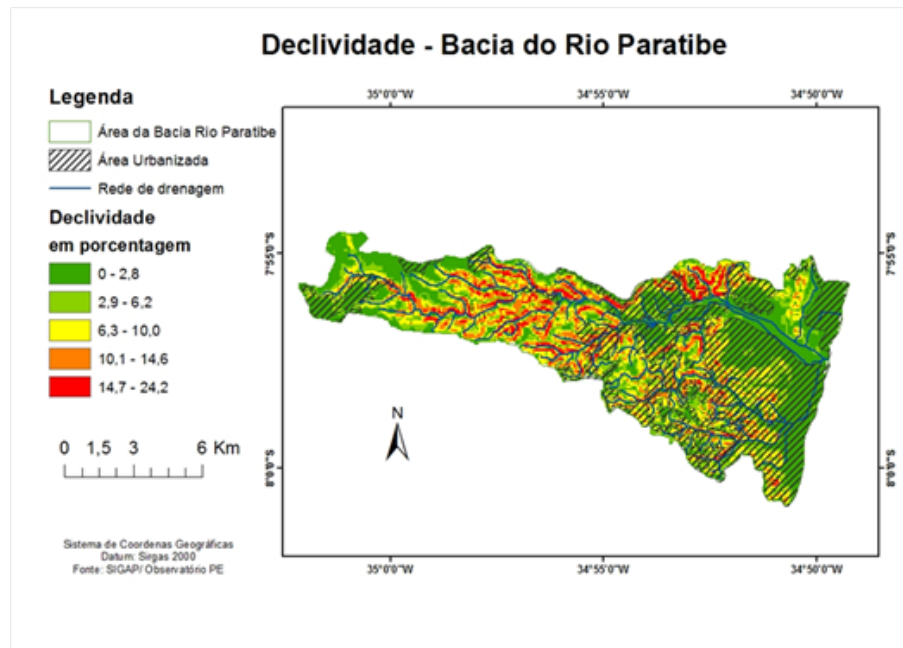 Declividade - Bacia do Rio Paratibe
Legenda
Área da Bacia Rio Paratibe
Área Urbanizada
Rede de drenagem
Declividade
em porcentagem
0 - 2,8
2,9 - 6,2
6,3 - 10,0
10,1 - 14,6
14,7 - 24,2
0 1,5 3 6 Km
N
Sistema de Coordenas Geográficas
Datum: Sirgas 2000
Fonte: SIGAP/ Observatório PE
35°0'0"W 34°55'0"W 34°50'0"W
7°55'0"S 7°55'0"S
8°0'0"S 8°0'0"S
35°0'0"W 34°55'0"W 34°50'0"W